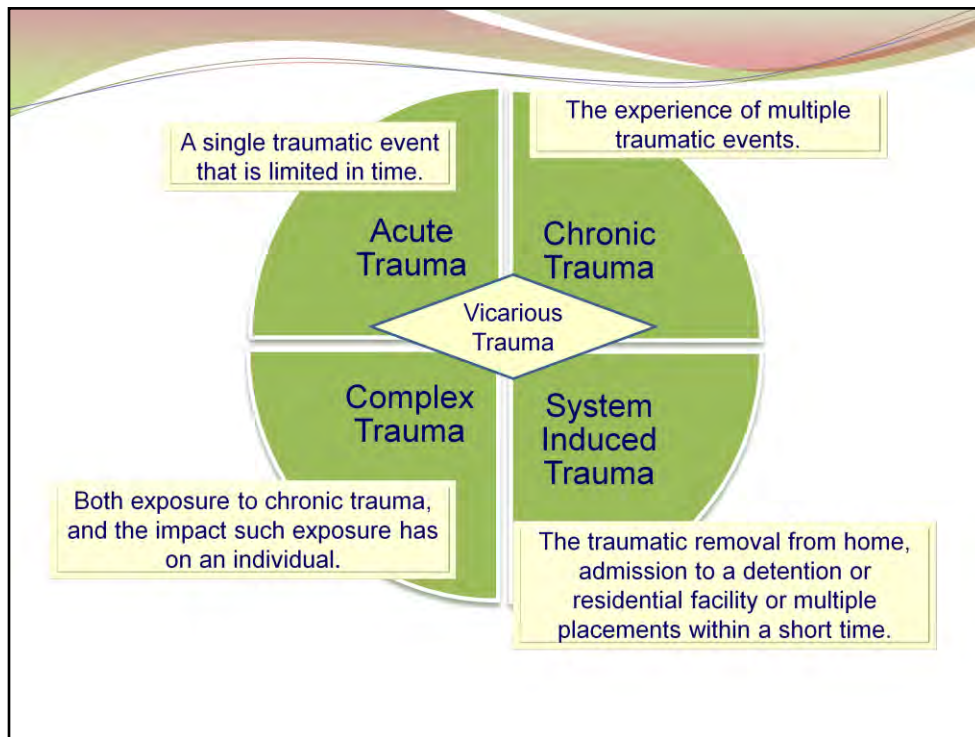 A single traumatic event
that is limited in time.
The experience of multiple
traumatic events.
Acute
Trauma
Chronic
Trauma
Vicarious
Trauma
Complex
Trauma
System
Induced
Trauma
Both exposure to chronic trauma,
and the impact such exposure has
on an individual.
The traumatic removal from home,
admission to a detention or
residential facility or multiple
placements within a short time.